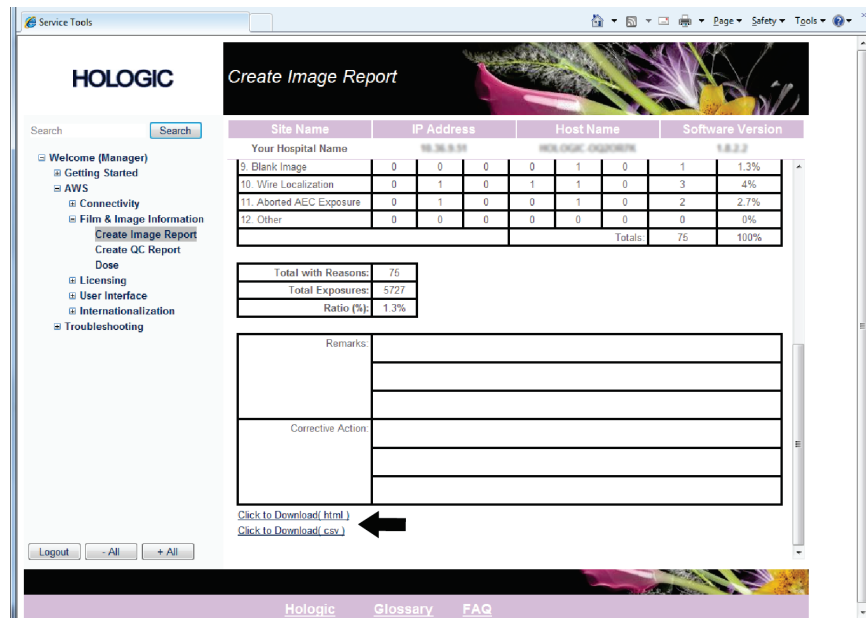 Service Tools
Page Safety Tools
HOLOGIC
Create Image Report
Search Search
Site Name IP Address Host Name Software Version
Your Hospital Name 1.8.2.2
Welcome (Manager)
Getting Started
AWS
Connectivity
Film & Image Information
Create Image Report
Create QC Report
Dose
Licensing
User Interface
Internationalization
Troubleshooting
9. Blank Image 0 0 0 0 1 0 1 1.3%
10. Wire Localization 0 1 0 1 1 0 3 4%
11. Aborted AEC Exposure 0 1 0 0 1 0 2 2.7%
12. Other 0 0 0 0 0 0 0 0%
Totals: 75 100%
Total with Reasons: 75
Total Exposures: 5727
Ratio (%): 1.3%
Remarks:
Corrective Action:
Click to Download( html )
Click to Download( csv )
Logout - All + All
Hologic Glossary FAQ